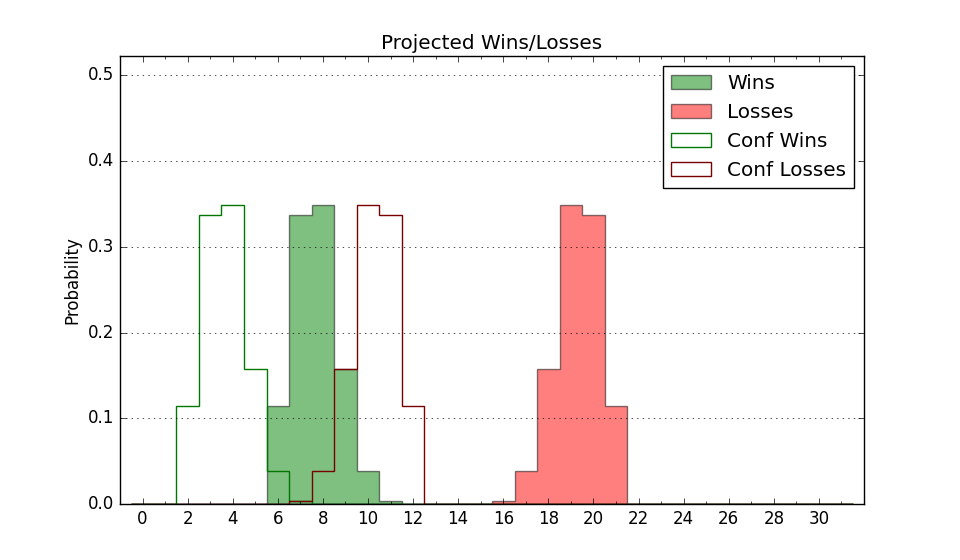 Projected Wins/Losses
Wins
Losses
Conf Wins
Conf Losses
Probability
0.5
0.4
0.3
0.2
0.1
0.0
0 2 4 6 8 10 12 14 16 18 20 22 24 26 28 30